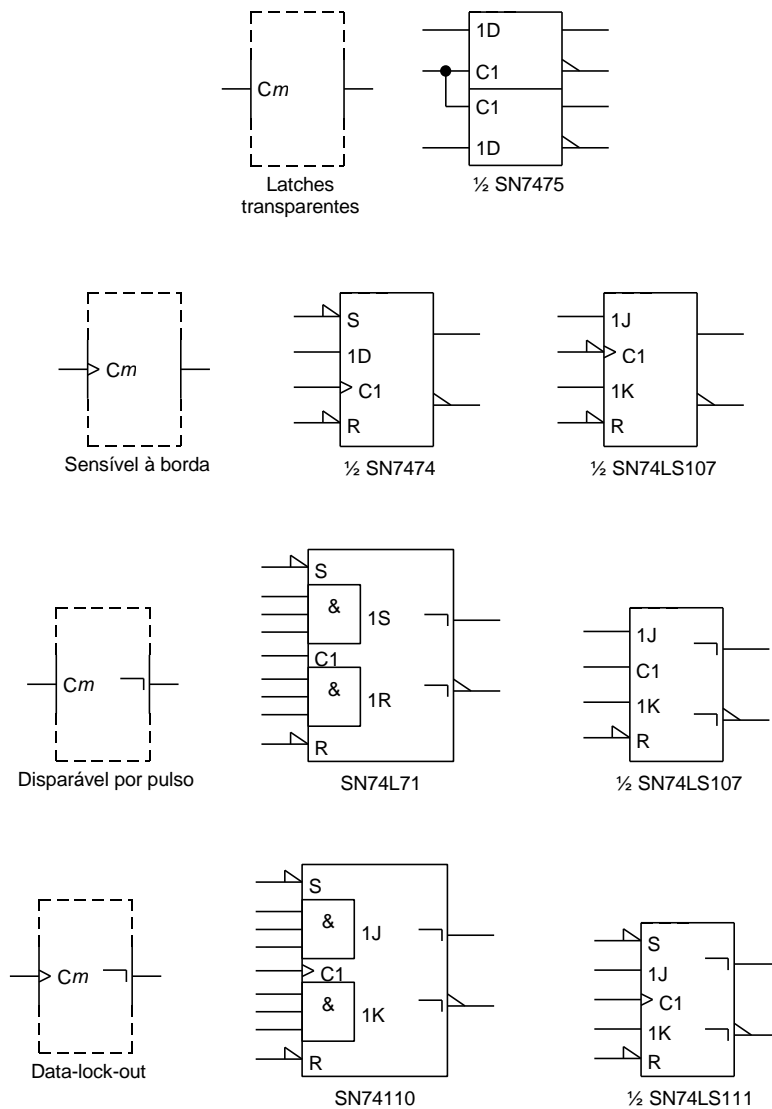 1D
Cm
C1
C1
1D
Latches
transparentes
½ SN7475
S
1J
1D
C1
Cm
C1
1K
R
R
Sensível à borda
½ SN7474
½ SN74LS107
S
&
1S
1J
C1
C1
Cm
&
1R
1K
R
R
Disparável por pulso
SN74L71
½ SN74LS107
S
&
1J
S
1J
Cm
C1
C1
&
1K
1K
R
R
Data-lock-out
SN74110
½ SN74LS111